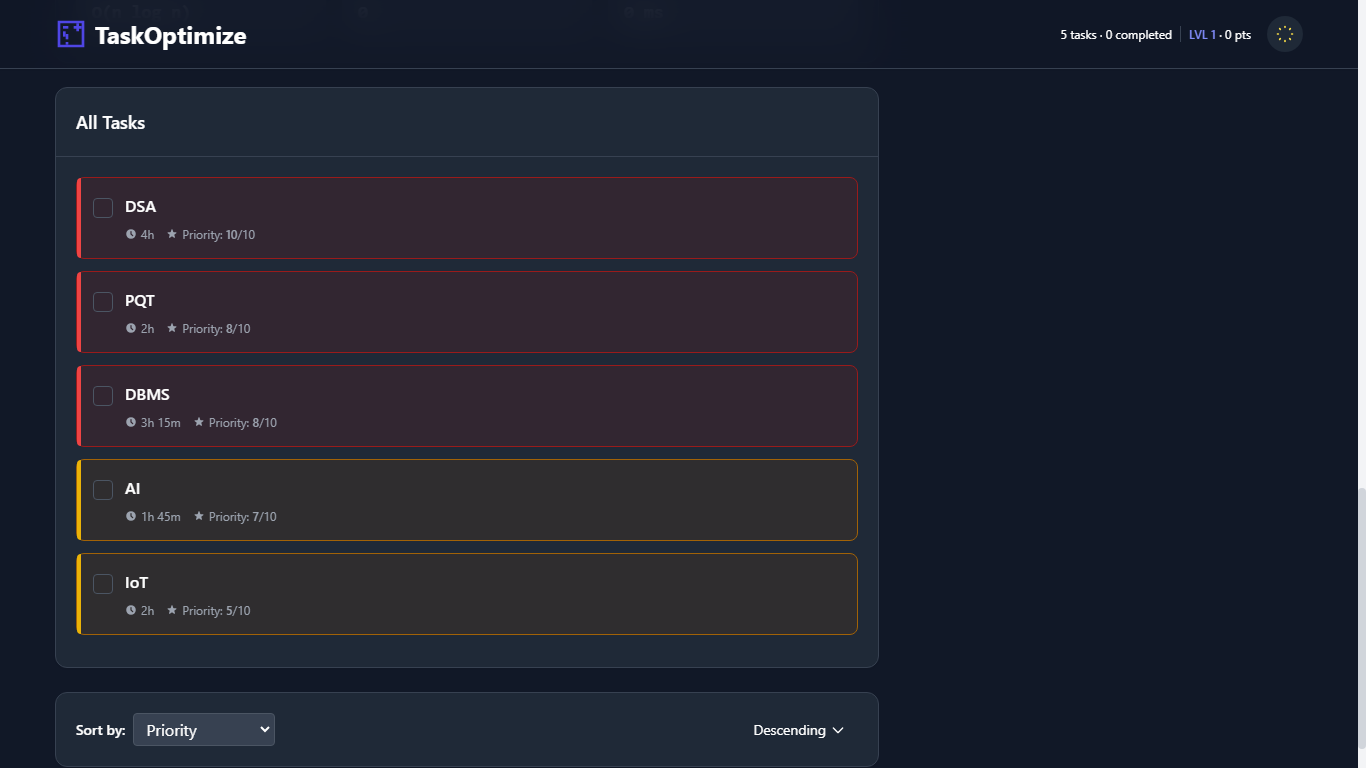 TaskOptimize
5 tasks · 0 completed
LVL 1 · 0 pts
All Tasks
DSA
4h ★ Priority: 10/10
PQT
2h ★ Priority: 8/10
DBMS
3h 15m ★ Priority: 8/10
AI
1h 45m ★ Priority: 7/10
IoT
2h ★ Priority: 5/10
Sort by: Priority
Descending